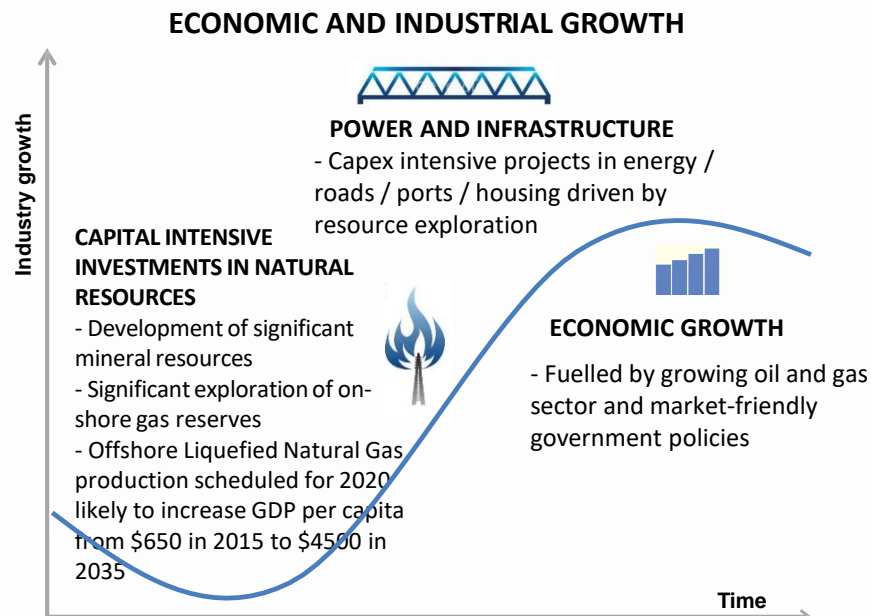 ECONOMIC AND INDUSTRIAL GROWTH
Industry growth
POWER AND INFRASTRUCTURE
- Capex intensive projects in energy /
roads / ports / housing driven by
resource exploration
CAPITAL INTENSIVE
INVESTMENTS IN NATURAL
RESOURCES
- Development of significant
mineral resources
- Significant exploration of on-
shore gas reserves
- Offshore Liquefied Natural Gas
production scheduled for 2020
likely to increase GDP per capita
from $650 in 2015 to $4500 in
2035
ECONOMIC GROWTH
- Fuelled by growing oil and gas
sector and market-friendly
government policies
Time